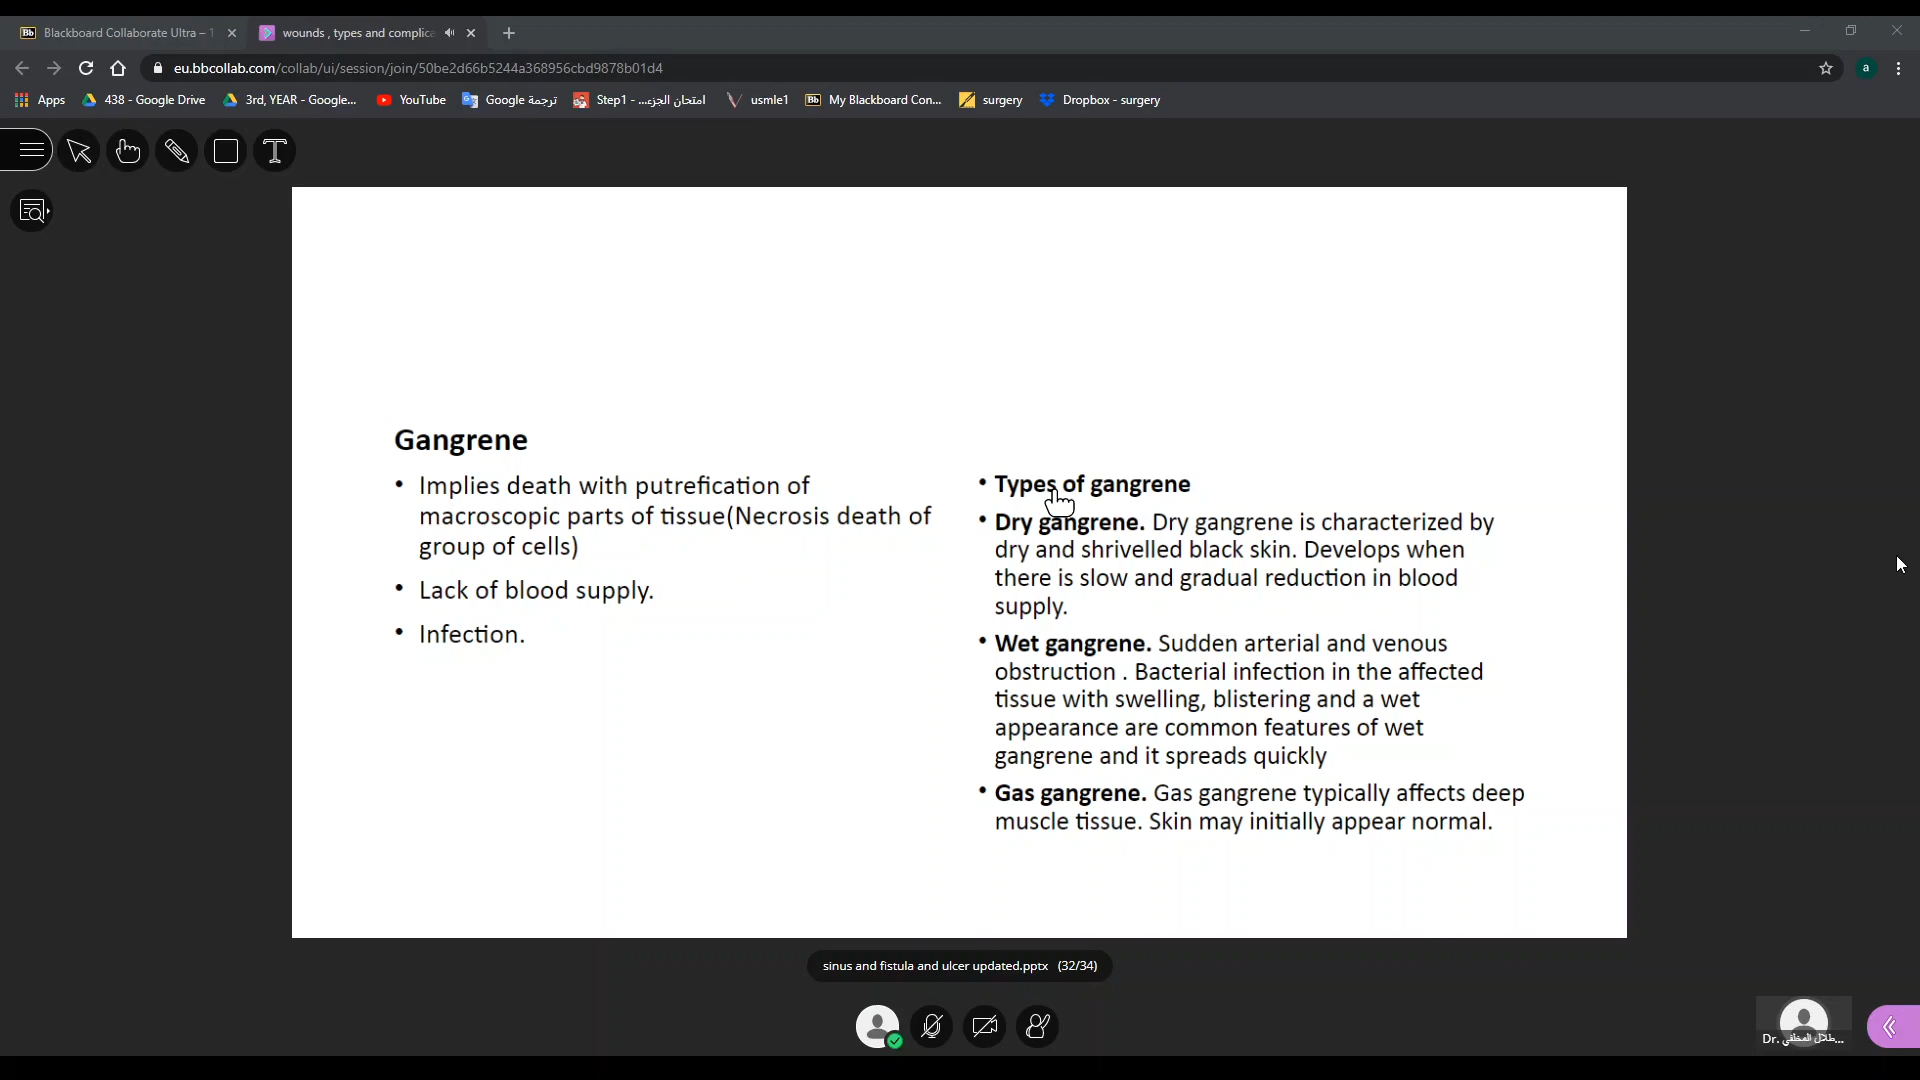 Blackboard Collaborate Ultra –
wounds , types and complica
eu.bbcollab.com/collab/ui/session/join/50be2d66b5244a368956cbd9878b01d4
a
Apps
438 - Google Drive
3rd, YEAR - Google...
YouTube
Google ترجمة
Step1 - ...امتحان الجزء
usmle1
My Blackboard Con...
surgery
Dropbox - surgery
T
Gangrene
• Implies death with putrefication of
macroscopic parts of tissue(Necrosis death of
group of cells)
• Lack of blood supply.
• Infection.
• Types of gangrene
• Dry gangrene. Dry gangrene is characterized by
dry and shrivelled black skin. Develops when
there is slow and gradual reduction in blood
supply.
• Wet gangrene. Sudden arterial and venous
obstruction . Bacterial infection in the affected
tissue with swelling, blistering and a wet
appearance are common features of wet
gangrene and it spreads quickly
• Gas gangrene. Gas gangrene typically affects deep
muscle tissue. Skin may initially appear normal.
sinus and fistula and ulcer updated.pptx (32/34)
Dr. طلال